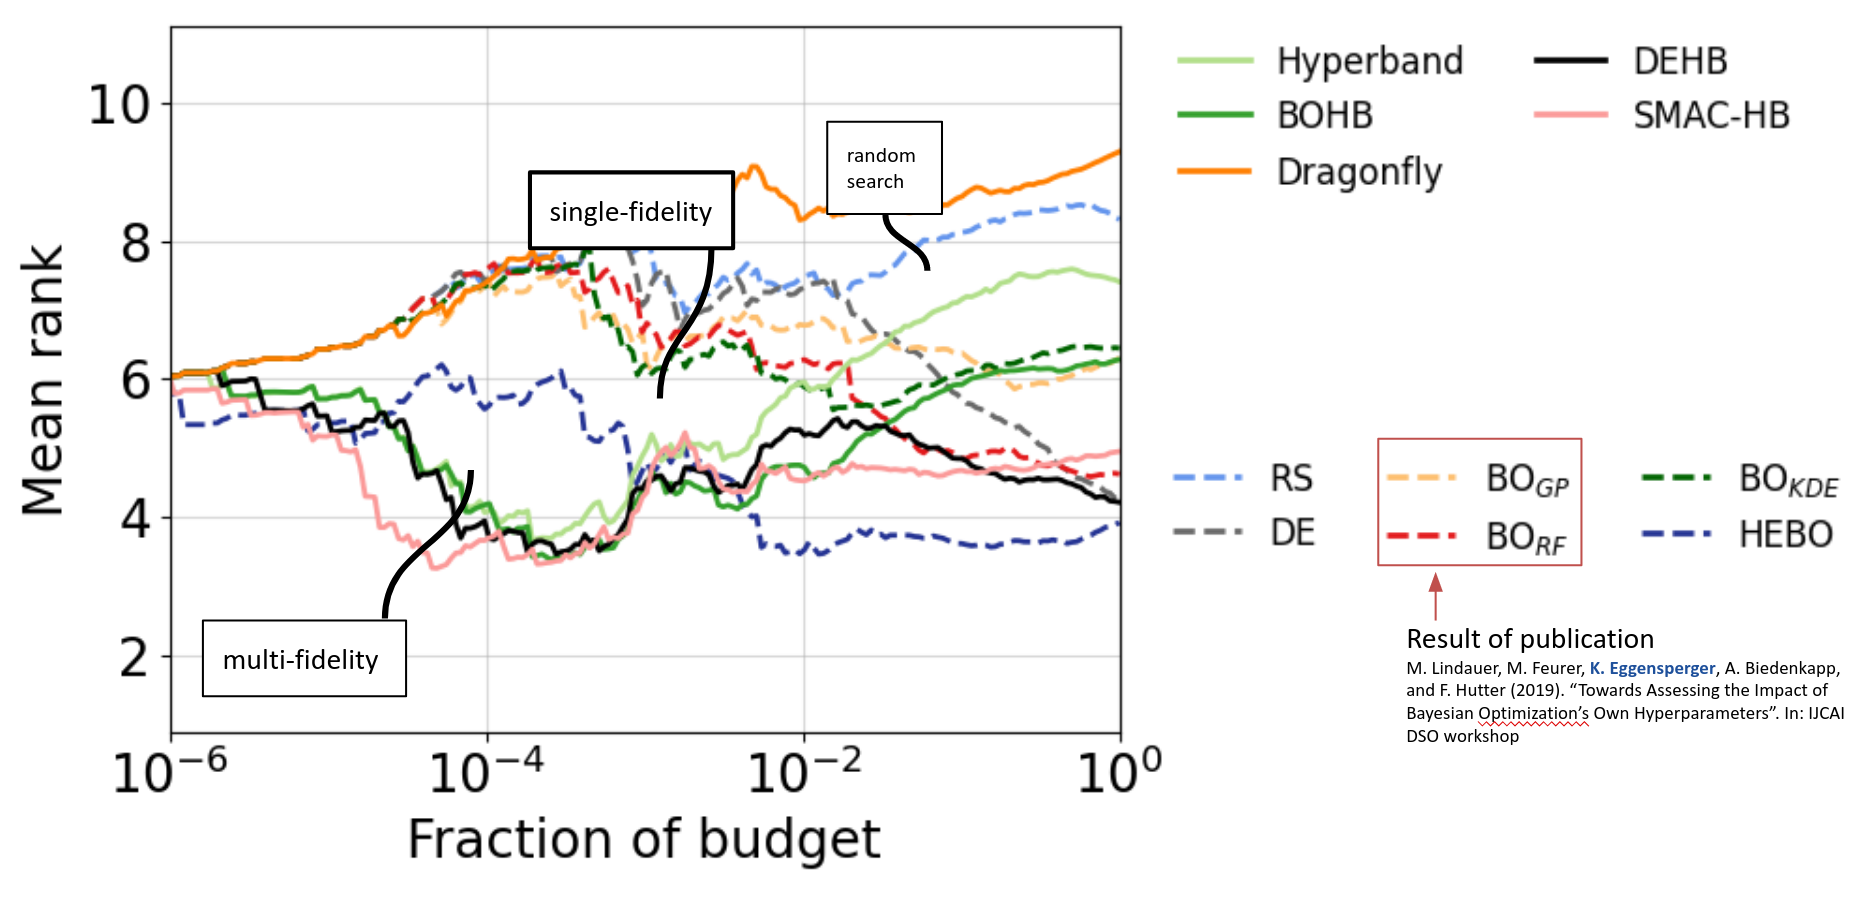 Mean rank
10
8
6
4
2
10^-6
10^-4
10^-2
10^0
Fraction of budget
single-fidelity
random
search
multi-fidelity
Hyperband
DEHB
BOHB
SMAC-HB
Dragonfly
RS
BO_GP
BO_KDE
DE
BO_RF
HEBO
Result of publication
M. Lindauer, M. Feurer, K. Eggensperger, A. Biedenkapp,
and F. Hutter (2019). “Towards Assessing the Impact of
Bayesian Optimization’s Own Hyperparameters”. In: IJCAI
DSO workshop